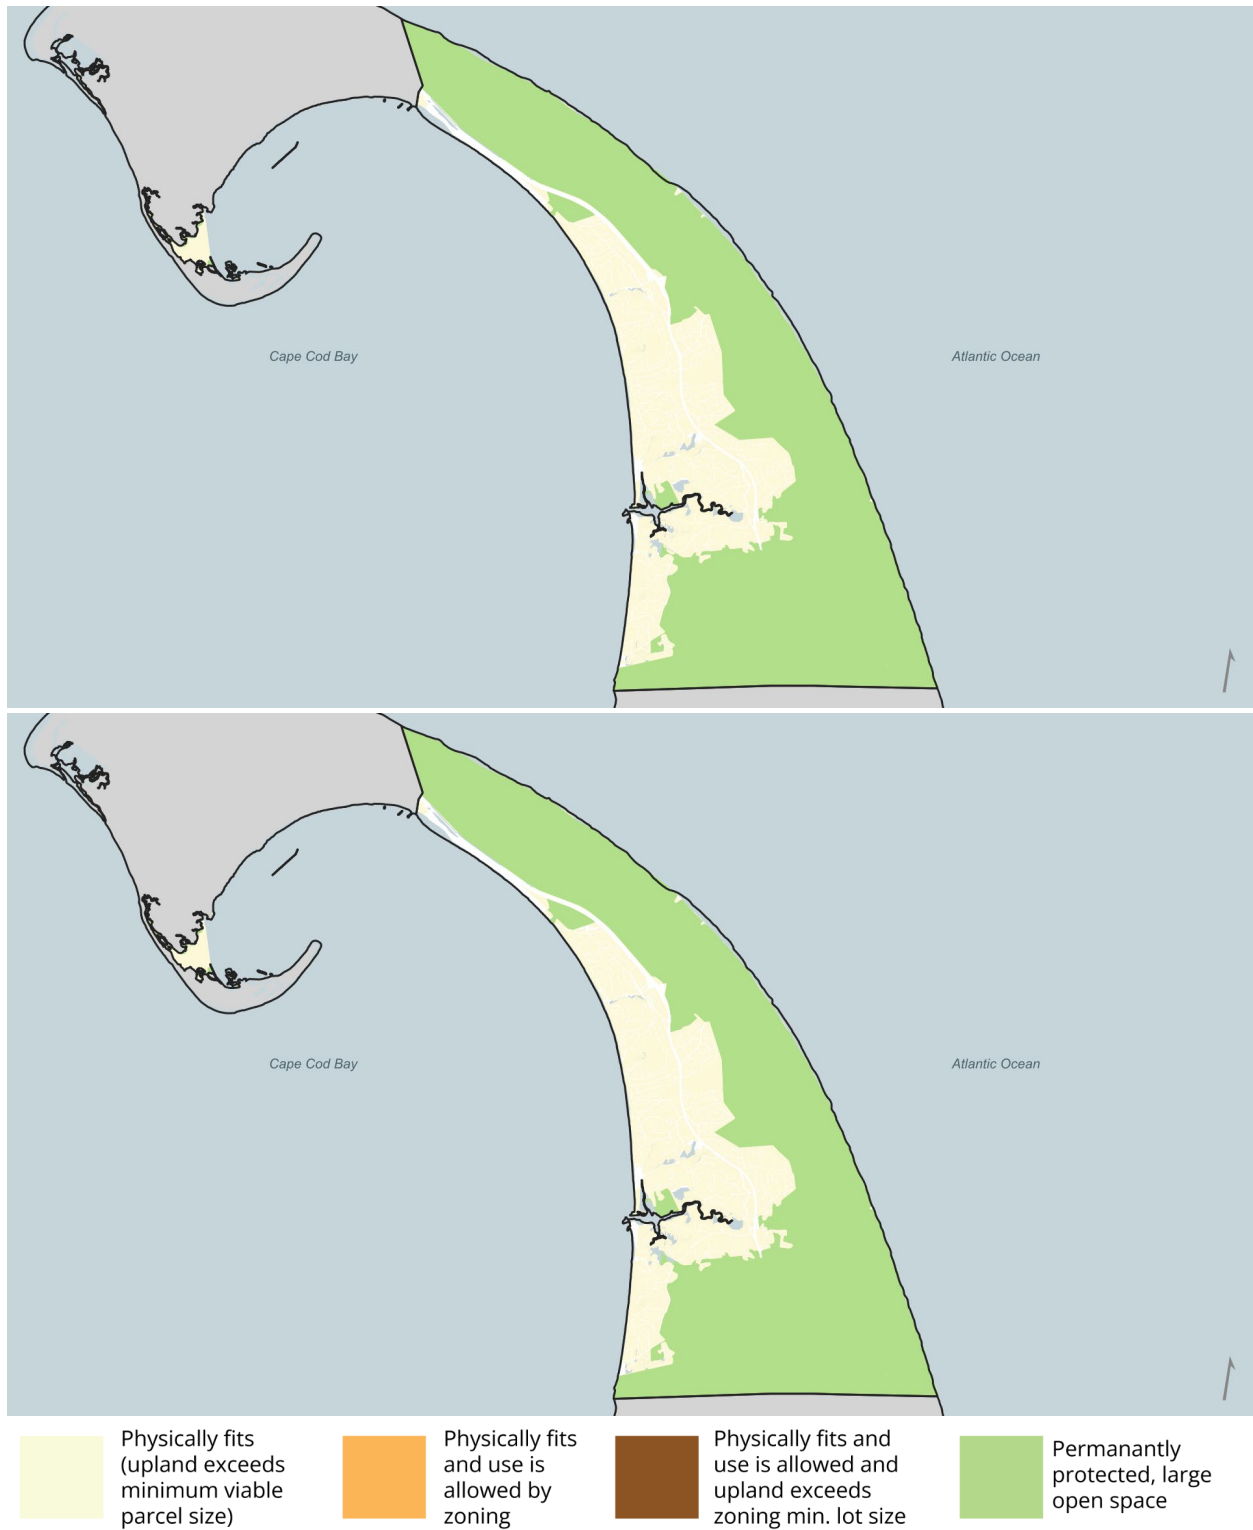 Cape Cod Bay
Atlantic Ocean
Cape Cod Bay
Atlantic Ocean
Physically fits
(upland exceeds
minimum viable
parcel size)
Physically fits
and use is
allowed by
zoning
Physically fits and
use is allowed and
upland exceeds
zoning min. lot size
Permanantly
protected, large
open space